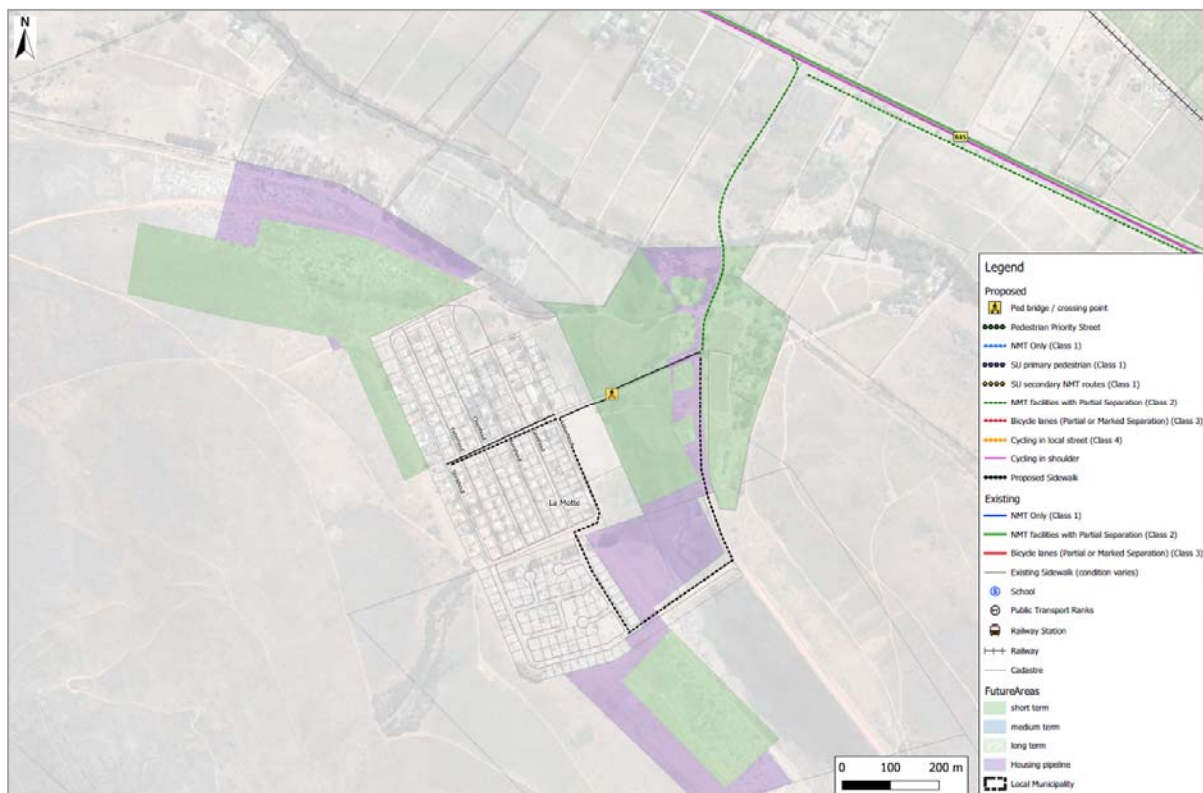 N
R45
La Motte
Legend
Proposed
Ped bridge / crossing point
Pedestrian Priority Street
NMT Only (Class 1)
SU primary pedestrian (Class 1)
SU secondary NMT routes (Class 1)
NMT facilities with Partial Separation (Class 2)
Bicycle lanes (Partial or Marked Separation) (Class 3)
Cycling in local street (Class 4)
Cycling in shoulder
Proposed Sidewalk
Existing
NMT Only (Class 1)
NMT facilities with Partial Separation (Class 2)
Bicycle lanes (Partial or Marked Separation) (Class 3)
Existing Sidewalk (condition varies)
School
Public Transport Ranks
Railway Station
Railway
Cadastre
FutureAreas
short term
medium term
long term
Housing pipeline
Local Municipality
0 100 200 m